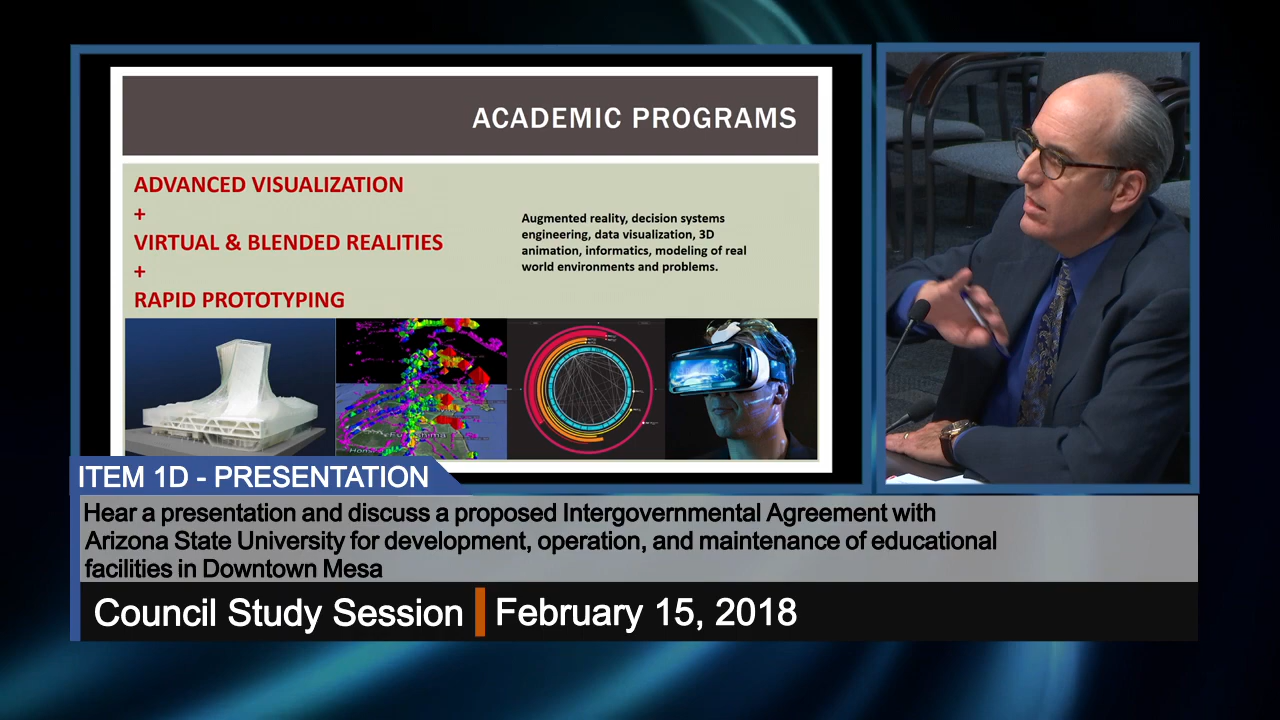 ACADEMIC PROGRAMS
ADVANCED VISUALIZATION
+
VIRTUAL & BLENDED REALITIES
+
RAPID PROTOTYPING
Augmented reality, decision systems
engineering, data visualization, 3D
animation, informatics, modeling of real
world environments and problems.
ITEM 1D - PRESENTATION
Hear a presentation and discuss a proposed Intergovernmental Agreement with
Arizona State University for development, operation, and maintenance of educational
facilities in Downtown Mesa
Council Study Session
February 15, 2018